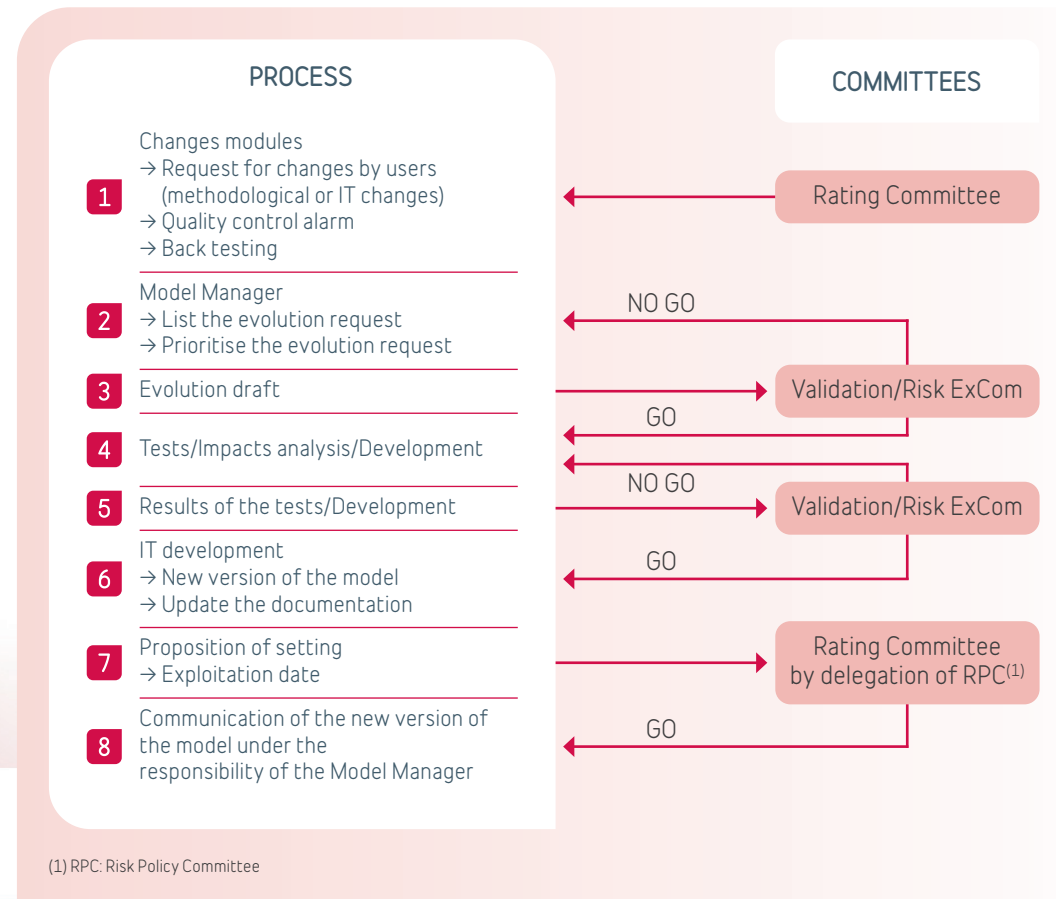 PROCESS
COMMITTEES
1
Changes modules
→ Request for changes by users
(methodological or IT changes)
→ Quality control alarm
→ Back testing
Rating Committee
2
Model Manager
→ List the evolution request
→ Prioritise the evolution request
NO GO
3
Evolution draft
Validation/Risk ExCom
GO
4
Tests/Impacts analysis/Development
NO GO
5
Results of the tests/Development
Validation/Risk ExCom
6
IT development
→ New version of the model
→ Update the documentation
GO
7
Proposition of setting
→ Exploitation date
Rating Committee
by delegation of RPC(1)
8
Communication of the new version of
the model under the
responsibility of the Model Manager
GO
(1) RPC: Risk Policy Committee